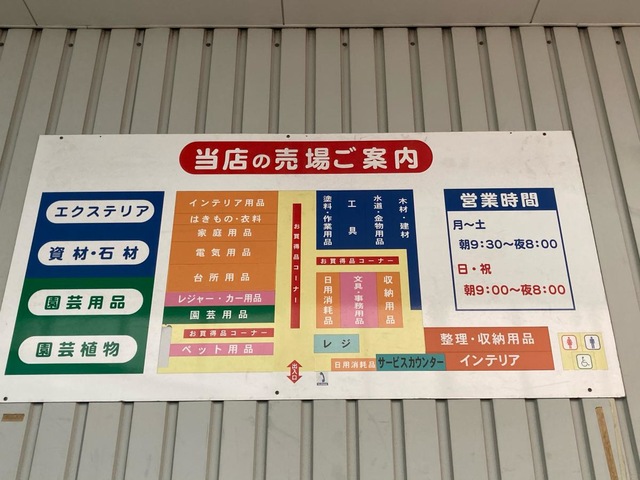 当店の売場ご案内
エクステリア
資材・石材
園芸用品
園芸植物
インテリア用品
はきもの・衣料
家庭用品
電気用品
台所用品
レジャー・カー用品
園芸用品
お買得品コーナー
ペット用品
お買得品コーナー
塗料・作業用品
工具
水道・金物用品
木材・建材
お買得品コーナー
日用消耗品
文具・事務用品
収納用品
レジ
日用消耗品
サービスカウンター
整理・収納用品
インテリア
出入口
営業時間
月〜土
朝9:30〜夜8:00
日・祝
朝9:00〜夜8:00